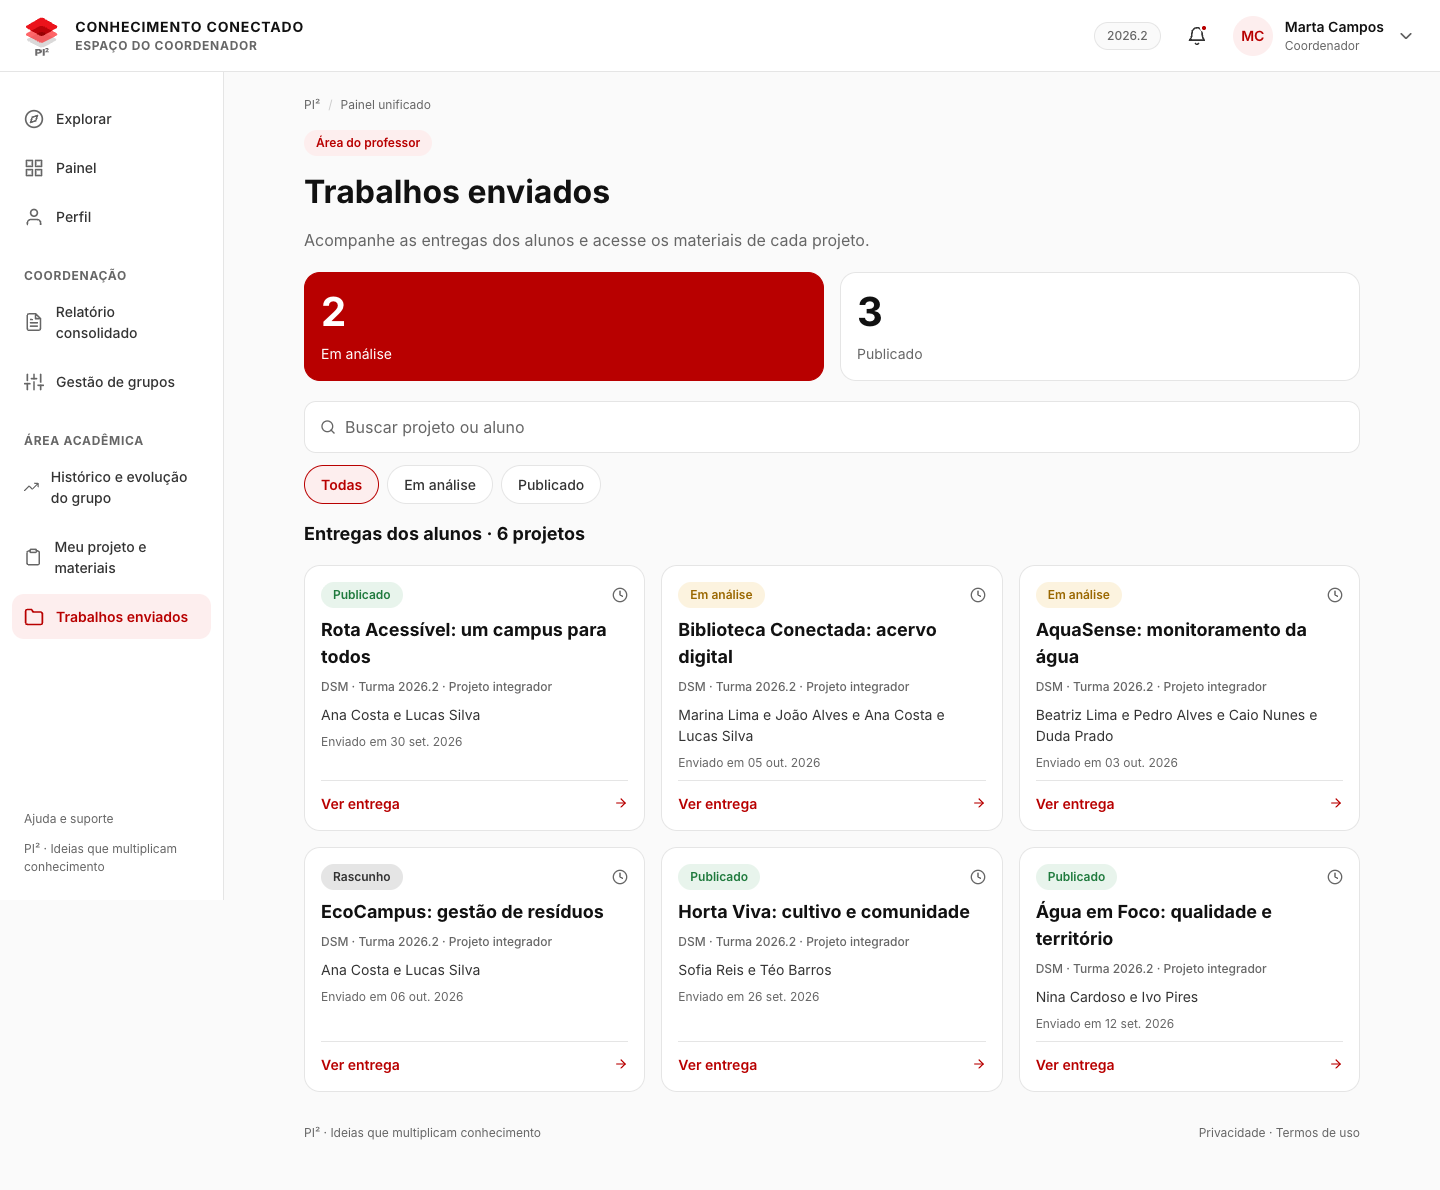 PI²
CONHECIMENTO CONECTADO
ESPAÇO DO COORDENADOR
2026.2
MC
Marta Campos
Coordenador
Explorar
Painel
Perfil
COORDENAÇÃO
Relatório
consolidado
Gestão de grupos
ÁREA ACADÊMICA
Histórico e evolução
do grupo
Meu projeto e
materiais
Trabalhos enviados
Ajuda e suporte
PI² · Ideias que multiplicam
conhecimento
PI² / Painel unificado
Área do professor
Trabalhos enviados
Acompanhe as entregas dos alunos e acesse os materiais de cada projeto.
2
Em análise
3
Publicado
Buscar projeto ou aluno
Todas
Em análise
Publicado
Entregas dos alunos · 6 projetos
Publicado
Rota Acessível: um campus para
todos
DSM · Turma 2026.2 · Projeto integrador
Ana Costa e Lucas Silva
Enviado em 30 set. 2026
Ver entrega
Em análise
Biblioteca Conectada: acervo
digital
DSM · Turma 2026.2 · Projeto integrador
Marina Lima e João Alves e Ana Costa e
Lucas Silva
Enviado em 05 out. 2026
Ver entrega
Em análise
AquaSense: monitoramento da
água
DSM · Turma 2026.2 · Projeto integrador
Beatriz Lima e Pedro Alves e Caio Nunes e
Duda Prado
Enviado em 03 out. 2026
Ver entrega
Rascunho
EcoCampus: gestão de resíduos
DSM · Turma 2026.2 · Projeto integrador
Ana Costa e Lucas Silva
Enviado em 06 out. 2026
Ver entrega
Publicado
Horta Viva: cultivo e comunidade
DSM · Turma 2026.2 · Projeto integrador
Sofia Reis e Téo Barros
Enviado em 26 set. 2026
Ver entrega
Publicado
Água em Foco: qualidade e
território
DSM · Turma 2026.2 · Projeto integrador
Nina Cardoso e Ivo Pires
Enviado em 12 set. 2026
Ver entrega
PI² · Ideias que multiplicam conhecimento
Privacidade · Termos de uso